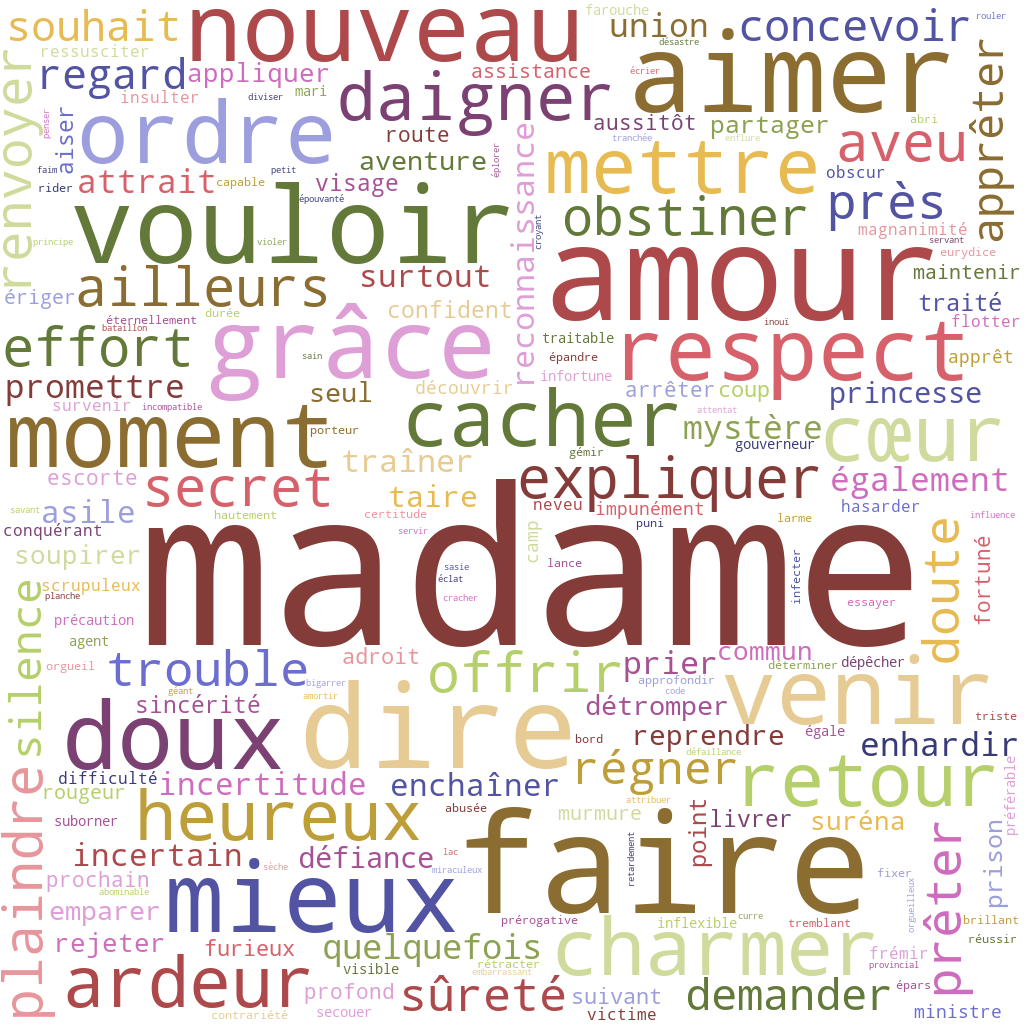 souhait
nouveau
farouche
union
concevoir
rouler
ressusciter
regard
appliquer
assistance
désastre
écrier
aimer
apprêter
renvoyer
insulter
diviser
mari
daigner
aussitôt
partager
abri
penser
aiser
ordre
route
reconnaissance
tranchée
enflure
aveu
faim
rider
attrait
capable
petit
visage
aventure
éplorer
mettre
obscur
près
vouloir
épouvanté
croyant
obstiner
magnanimité
principe
violer
servant
eurydice
ériger
ailleurs
surtout
amour
maintenir
durée
confident
traité
éternellement
bataillon
grâce
inouï
flotter
effort
sain
traitable
épandre
respect
apprêt
promettre
seul
découvrir
infortune
arrêter
coup
princesse
survenir
incompatible
moment
porteur
cacher
attentat
mystère
gouverneur
cœur
gémir
escorte
secret
traîner
expliquer
également
savant
asile
taire
neveu
impunément
hasarder
conquérant
hautement
certitude
servir
camp
puni
larme
influence
soupirer
madame
lance
doute
fortuné
sasie
éclat
infecter
scrupuleux
planche
cracher
essayer
silence
précaution
agent
orgueil
trouble
adroit
offrir
prier
commun
déterminer
dépêcher
bigarrer
approfondir
code
venir
géant
amortir
sincérité
doux
dire
détromper
triste
bord
reprendre
égale
enhardir
plaindre
difficulté
incertitude
enchaîner
régner
défaillance
retour
préférable
rougeur
heureux
attribuer
suborner
abusée
murmure
point
livrer
suréna
incertain
défiance
lac
faire
retardement
prêter
prison
prochain
sèche
miraculeux
fixer
abominable
mieux
orgueilleux
emparer
prérogative
inflexible
curre
tremblant
brillant
rejeter
furieux
quelquefois
charmer
frémir
réussir
visible
rétracter
provincial
embarrassant
ardeur
profond
sûreté
suivant
demander
épars
contrariété
secouer
victime
ministre